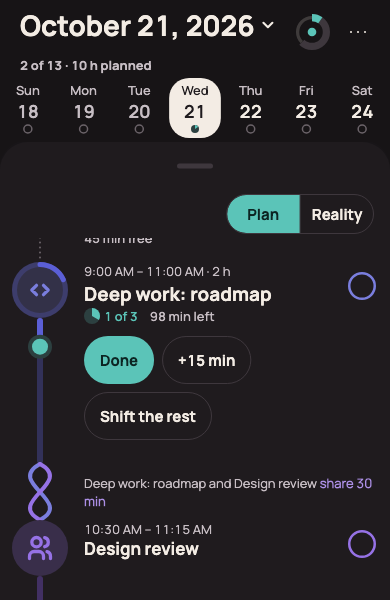 October 21, 2026
2 of 13 · 10 h planned
Sun Mon Tue Wed Thu Fri Sat
18 19 20 21 22 23 24
Plan Reality
45 min free
9:00 AM – 11:00 AM · 2 h
Deep work: roadmap
1 of 3 98 min left
Done +15 min
Shift the rest
Deep work: roadmap and Design review share 30
min
10:30 AM – 11:15 AM
Design review